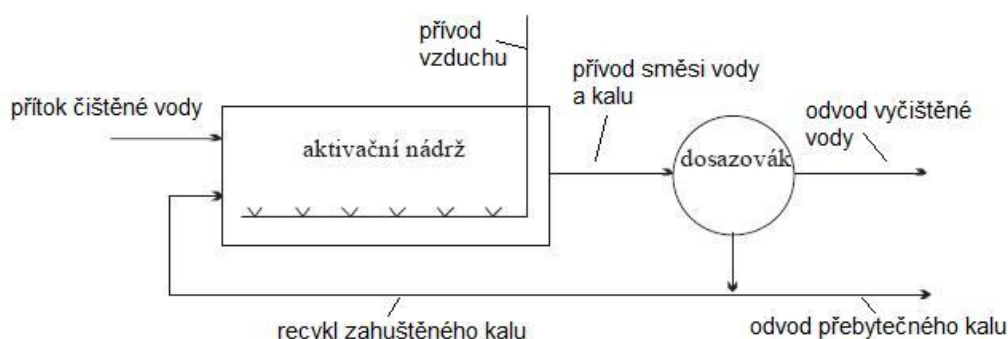 přívod
vzduchu
přívod směsi vody
a kalu
přítok čištěné vody
odvod vyčištěné
vody
aktivační nádrž
dosazovák
recykl zahuštěného kalu
odvod přebytečného kalu